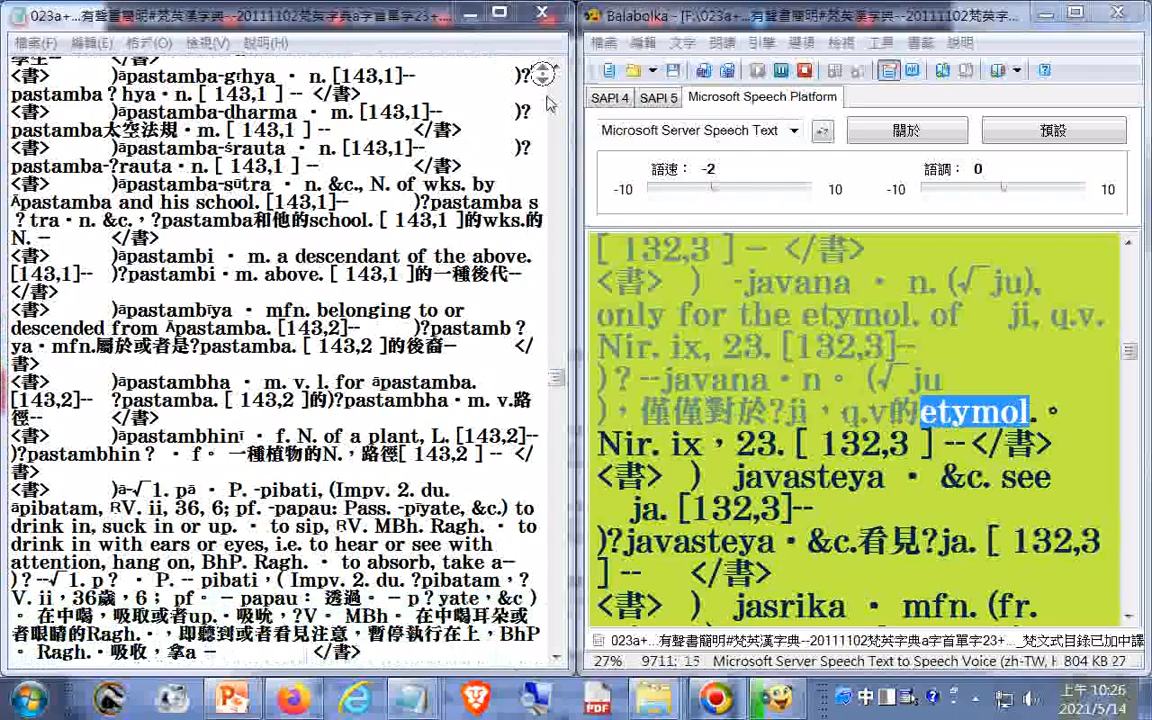 023a+...有聲書簡明#梵英漢字典--20111102梵英字典a字首單字23+...
檔案(F) 編輯(E) 格式(O) 檢視(V) 說明(H)
學生--
<書> )āpastamba-gṛhya ‧ n. [143,1]-- )?
pastamba ? hya‧n. [ 143,1 ] -- </書>
<書> )āpastamba-dharma ‧ m. [143,1]-- )?
pastamba太空法規‧m. [ 143,1 ] -- </書>
<書> )āpastamba-śrauta ‧ n. [143,1]-- )?
pastamba-?rauta‧n. [ 143,1 ] -- </書>
<書> )āpastamba-sūtra ‧ n. &c., N. of wks. by
Āpastamba and his school. [143,1]-- )?pastamba s
? tra‧n. &c.,?pastamba和他的school. [ 143,1 ]的wks.的
N. -- </書>
<書> )āpastambi ‧ m. a descendant of the above.
[143,1]-- )?pastambi‧m. above. [ 143,1 ]的一種後代--
</書>
<書> )āpastambīya ‧ mfn. belonging to or
descended from Āpastamba. [143,2]-- )?pastamb ?
ya‧mfn.屬於或者是?pastamba. [ 143,2 ]的後裔-- </
書>
<書> )āpastambha ‧ m. v. l. for āpastamba.
[143,2]-- )?pastamba. [ 143,2 ]的)?pastambha‧m. v.路
徑-- </書>
<書> )āpastambhinī ‧ f. N. of a plant, L. [143,2]--
)?pastambhin ? ‧ f。 一種植物的N.,路徑[ 143,2 ] -- </
書>
<書> )ā-√ 1. pā ‧ P. -pibati, (Impv. 2. du.
āpibatam, RV. ii, 36, 6; pf. -papau: Pass. -pīyate, &c.) to
drink in, suck in or up. ‧ to sip, RV. MBh. Ragh. ‧ to
drink in with ears or eyes, i.e. to hear or see with
attention, hang on, BhP. Ragh. ‧ to absorb, take a--
)? --√ 1. p ? ‧ P. -- pibati,( Impv. 2. du. ?pibatam,?
V. ii,36歲,6; pf。 - papau: 透過。- p ? yate,&c )
。在中喝,吸取或者up.‧吸吮,?V。 MBh。 在中喝耳朵或
者眼睛的Ragh.‧,即聽到或者看見注意,暫停執行在上,BhP
。Ragh.‧吸收,拿a -- </書>
Balabolka - [F:\023a+...有聲書簡明#梵英漢字典--20111102梵英字...
檔案 編輯 文字 朗讀 引擎 選項 檢視 工具 書籤 說明
SAPI 4 SAPI 5 Microsoft Speech Platform
Microsoft Server Speech Text 關於 預設
語速: -2 語調: 0
-10 10 -10 10
[ 132,3 ] -- </書>
<書> ) -javana ‧ n. (√ ju),
only for the etymol. of ji, q.v.
Nir. ix, 23. [132,3]--
)? --javana‧n。 (√ ju
),僅僅對於?ji,q.v的etymol.。
Nir. ix,23. [ 132,3 ] --</書>
<書> ) javasteya ‧ &c. see
ja. [132,3]--
)?javasteya‧&c.看見?ja. [ 132,3
] -- </書>
<書> ) jasrika ‧ mfn. (fr.
023a+...有聲書簡明#梵英漢字典--20111102梵英字典a字首單字23+..._梵文式目錄已加中譯
27% 9711: 15 Microsoft Server Speech Text to Speech Voice (zh-TW, H 804 KB 27
中
上午 10:26
2021/5/14